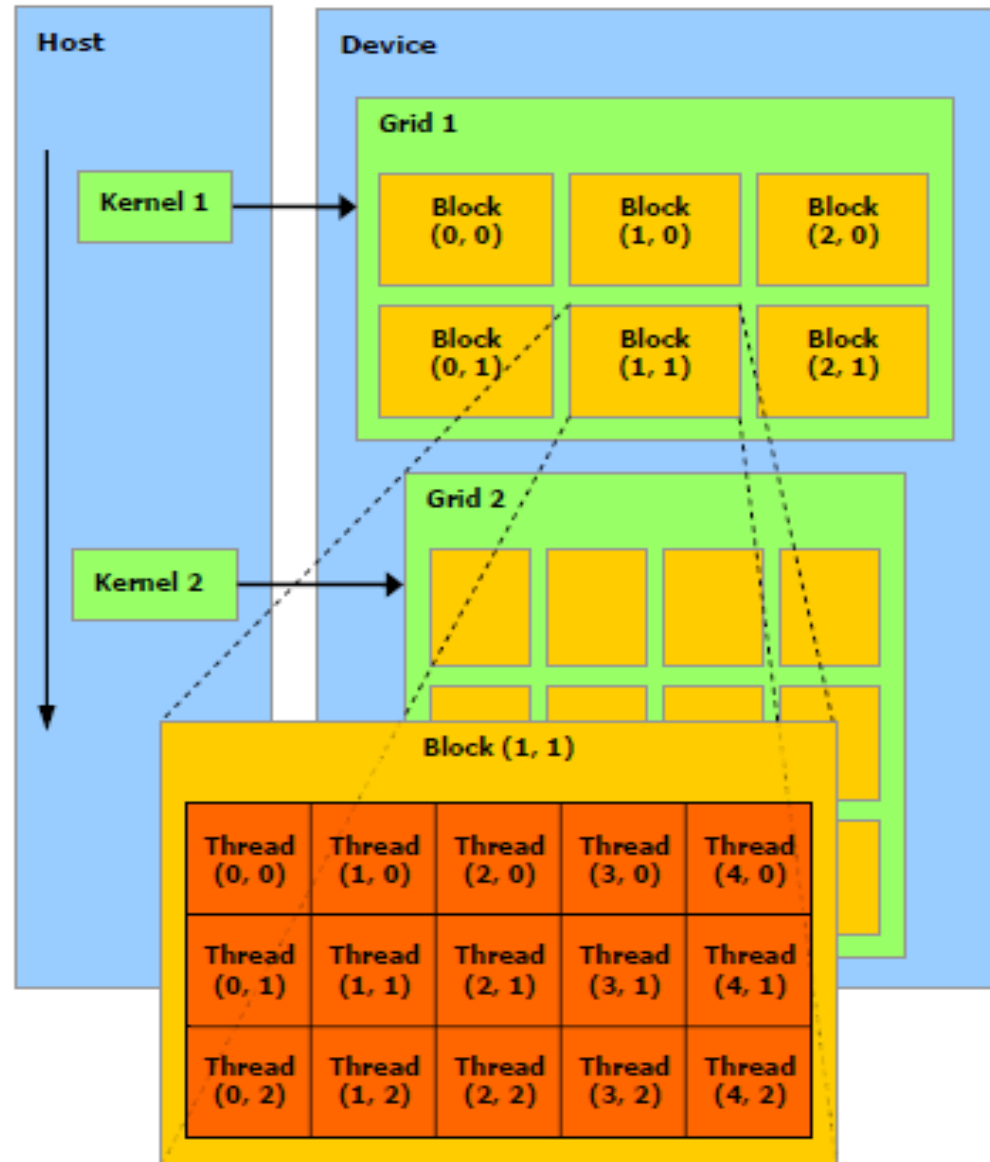 Host
Device
Grid 1
Kernel 1
Block
(0, 0)
Block
(1, 0)
Block
(2, 0)
Block
(0, 1)
Block
(1, 1)
Block
(2, 1)
Grid 2
Kernel 2
Block (1, 1)
Thread
(0, 0)
Thread
(1, 0)
Thread
(2, 0)
Thread
(3, 0)
Thread
(4, 0)
Thread
(0, 1)
Thread
(1, 1)
Thread
(2, 1)
Thread
(3, 1)
Thread
(4, 1)
Thread
(0, 2)
Thread
(1, 2)
Thread
(2, 2)
Thread
(3, 2)
Thread
(4, 2)